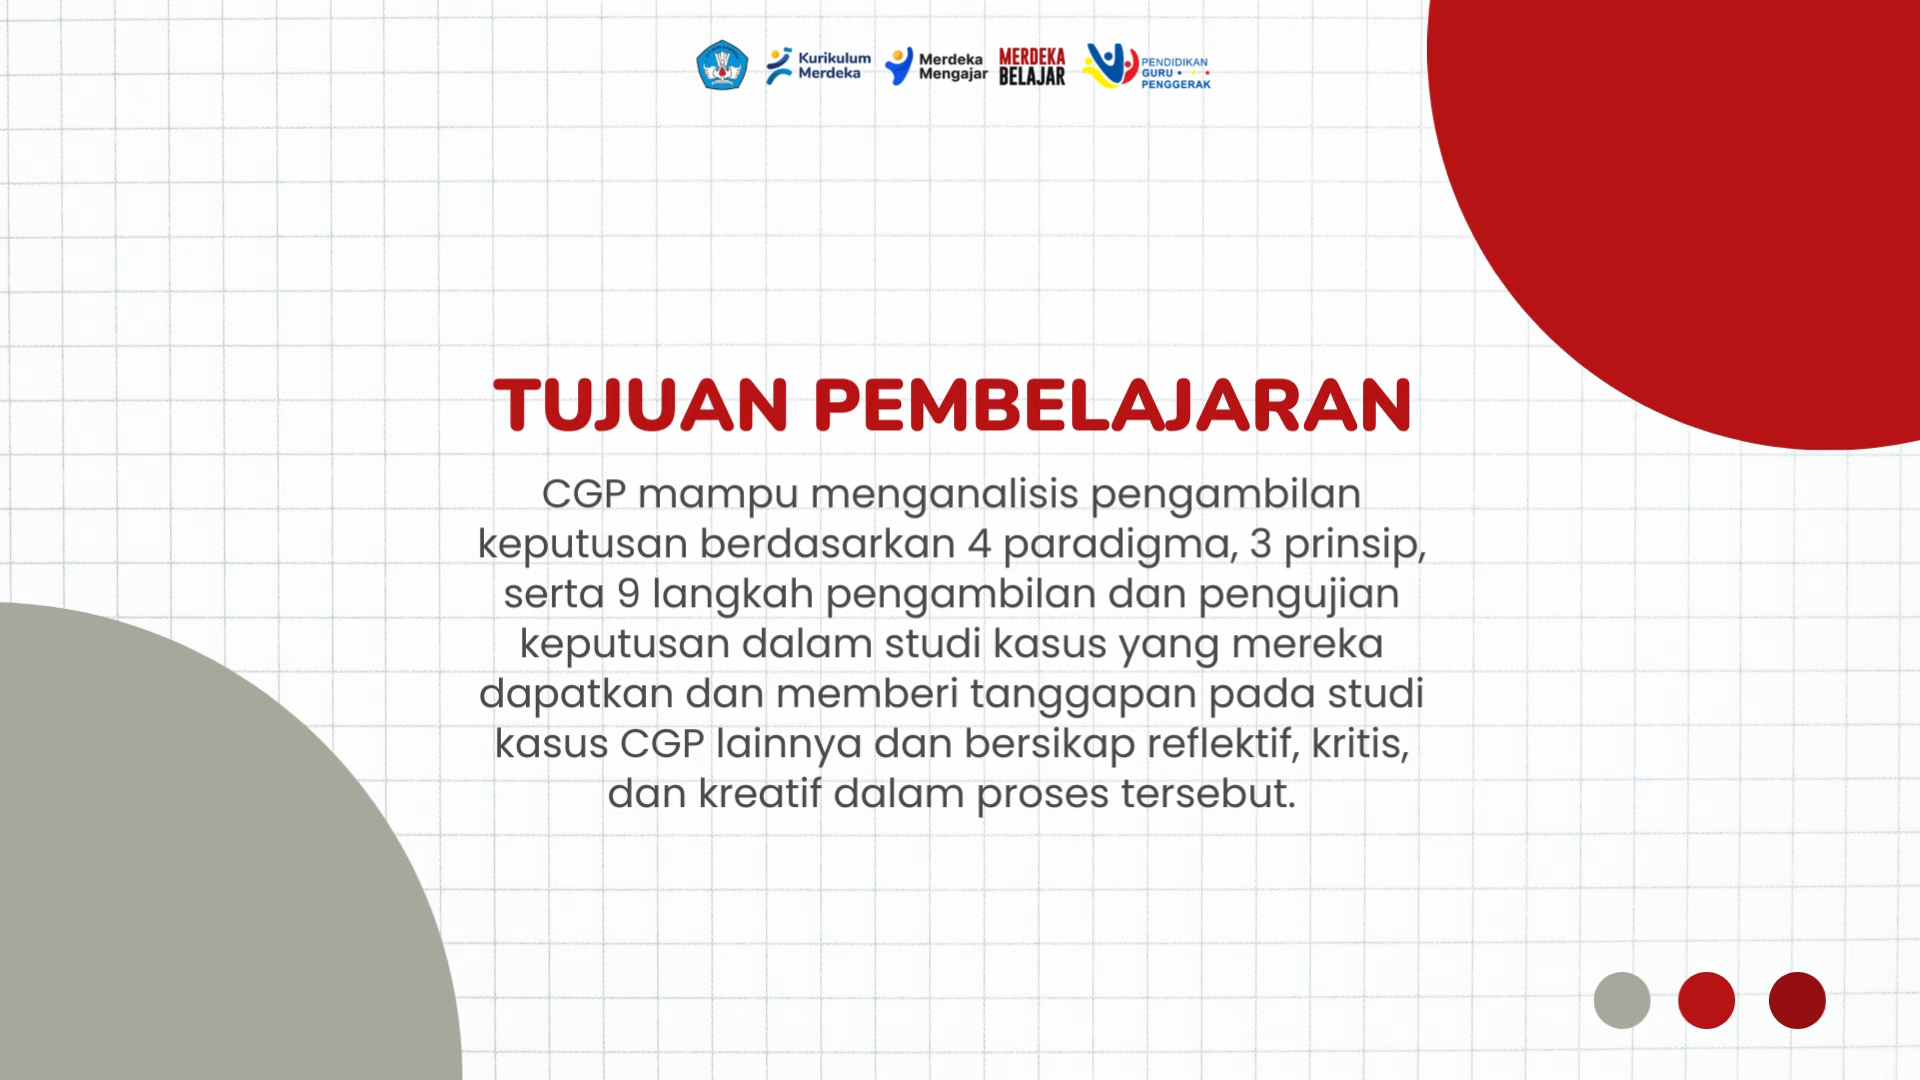 Kurikulum
Merdeka
Merdeka
Mengajar
MERDEKA
BELAJAR
PENDIDIKAN
GURU
PENGGERAK
TUJUAN PEMBELAJARAN
CGP mampu menganalisis pengambilan
keputusan berdasarkan 4 paradigma, 3 prinsip,
serta 9 langkah pengambilan dan pengujian
keputusan dalam studi kasus yang mereka
dapatkan dan memberi tanggapan pada studi
kasus CGP lainnya dan bersikap reflektif, kritis,
dan kreatif dalam proses tersebut.